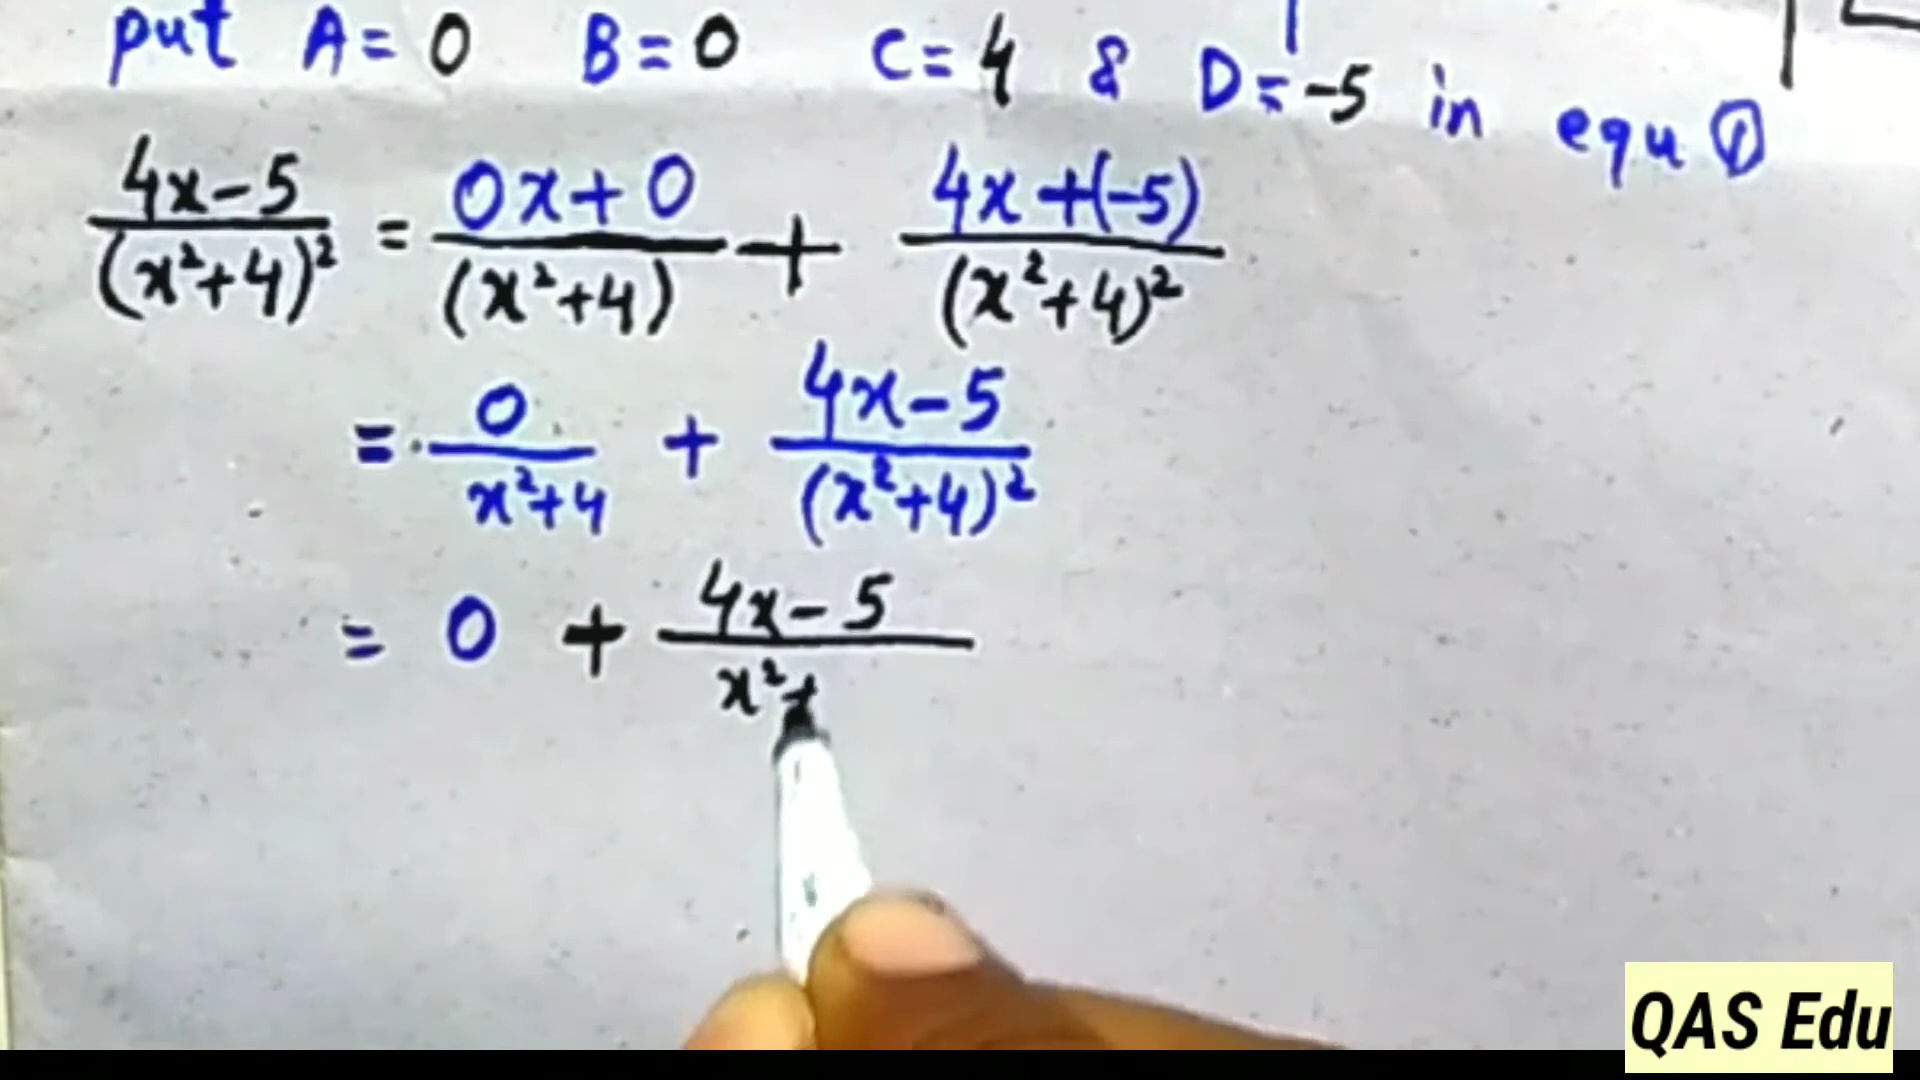 put A = 0 B = 0 C = 4 & D = -5 in equ ①
4x-5/(x²+4)² = 0x+0/(x²+4) + 4x+(-5)/(x²+4)²
= 0/x²+4 + 4x-5/(x²+4)²
= 0 + 4x-5/x²+
QAS Edu